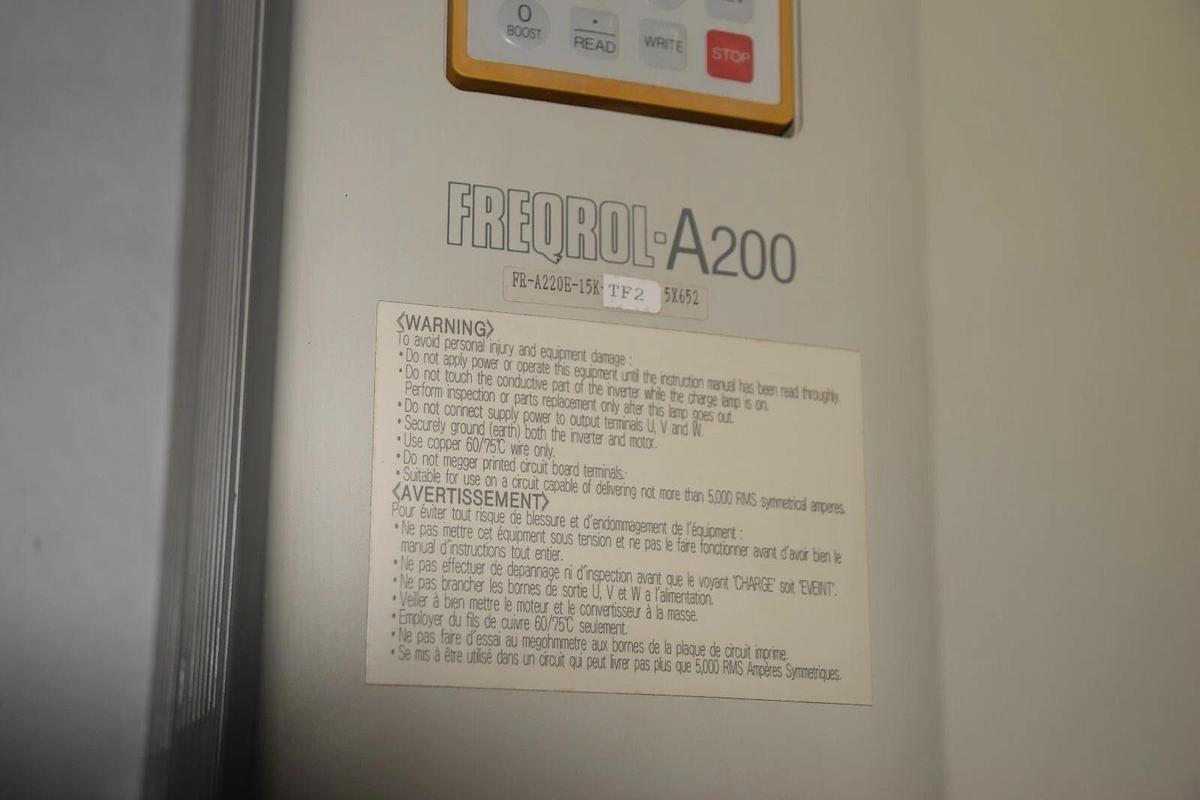 0
BOOST
READ
WRITE
STOP
FREQROL-A200
FR-A220E-15K-TF2 5X652
<WARNING>
To avoid personal injury and equipment damage :
• Do not apply power or operate this equipment until the instruction manual has been read throughly.
• Do not touch the conductive part of the inverter while the charge lamp is on.
Perform inspection or parts replacement only after this lamp goes out.
• Do not connect supply power to output terminals U, V and W.
• Securely ground (earth) both the inverter and motor.
• Use copper 60/75℃ wire only.
• Do not megger printed circuit board terminals.
• Suitable for use on a circuit capable of delivering not more than 5,000 RMS symmetrical amperes.
<AVERTISSEMENT>
Pour éviter tout risque de blessure et d'endommagement de l'équipment :
• Ne pas mettre cet équipment sous tension et ne pas le faire fonctionner avant d'avoir bien le
manual d'instructions tout entier.
• Ne pas effectuer de depannage ni d'inspection avant que le voyant 'CHARGE' soit 'EVEINT'.
• Ne pas brancher les bornes de sortie U, V et W a l'alimentation.
• Veiller à bien mettre le moteur et le convertisseur à la masse.
• Employer du fils de cuivre 60/75℃ seulement.
• Ne pas faire d'essai au megohmmetre aux bornes de la plaque de circuit imprime.
• Se mis à être utilisé dans un circuit qui peut livrer pas plus que 5,000 RMS Ampères Symmetriques.